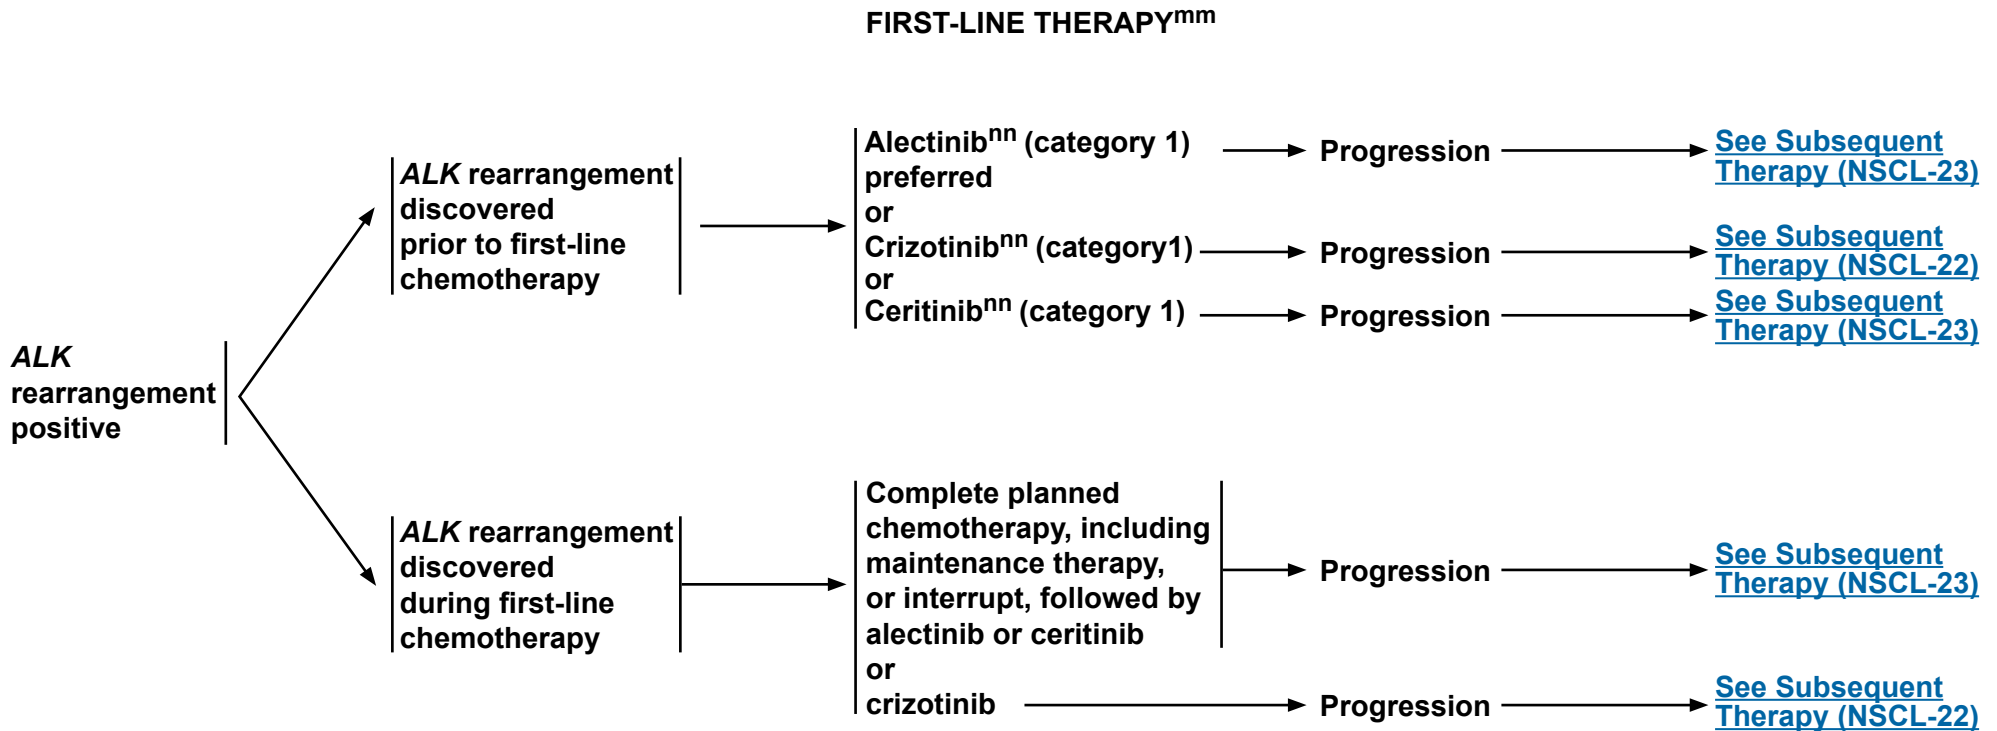 FIRST-LINE THERAPYmm
ALK
rearrangement
positive
ALK rearrangement
discovered
prior to first-line
chemotherapy
Alectinibnn (category 1)
preferred
or
Crizotinibnn (category1)
or
Ceritinibnn (category 1)
Progression
See Subsequent
Therapy (NSCL-23)
Progression
See Subsequent
Therapy (NSCL-22)
Progression
See Subsequent
Therapy (NSCL-23)
ALK rearrangement
discovered
during first-line
chemotherapy
Complete planned
chemotherapy, including
maintenance therapy,
or interrupt, followed by
alectinib or ceritinib
or
crizotinib
Progression
See Subsequent
Therapy (NSCL-23)
Progression
See Subsequent
Therapy (NSCL-22)